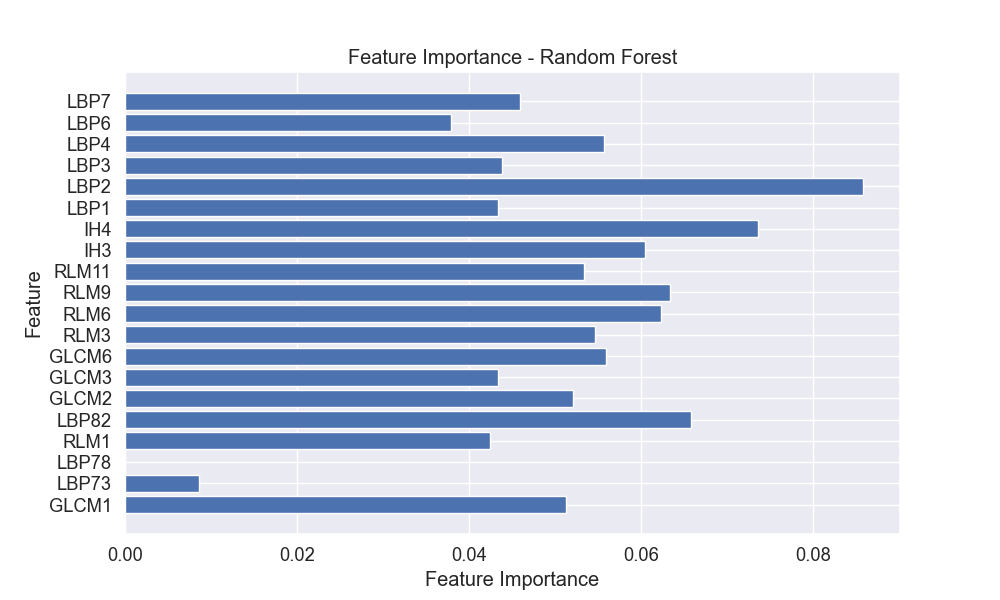 Feature Importance - Random Forest
Feature
LBP7
LBP6
LBP4
LBP3
LBP2
LBP1
IH4
IH3
RLM11
RLM9
RLM6
RLM3
GLCM6
GLCM3
GLCM2
LBP82
RLM1
LBP78
LBP73
GLCM1
0.00 0.02 0.04 0.06 0.08
Feature Importance